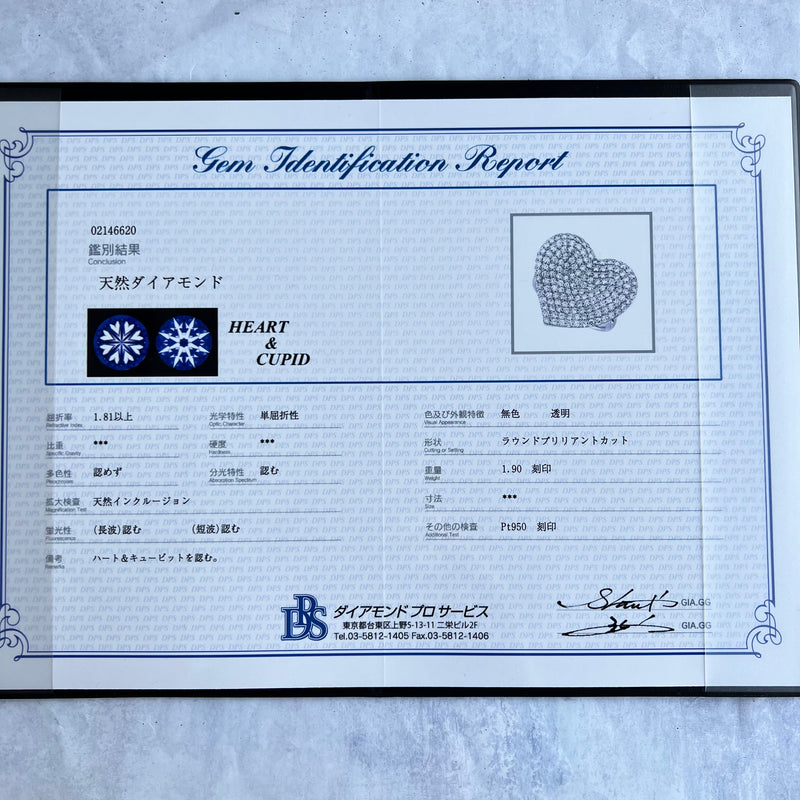 Gem Identification Report
02146620
鑑別結果
Conclusion
天然ダイアモンド
HEART
&
CUPID
屈折率 1.81以上
Refractive Index
光学特性 単屈折性
Optic Character
比重 ***
Specific Gravity
硬度 ***
Hardness
多色性 認めず
Pleochroism
分光特性 認む
Absorption Spectrum
拡大検査 天然インクルージョン
Magnification Test
蛍光性 (長波)認む (短波)認む
Fluorescence
備考 ハート&キューピットを認む。
Remarks
色及び外観特徴 無色 透明
Visual Appearance
形状 ラウンドブリリアントカット
Cutting or Setting
重量 1.90 刻印
Weight
寸法 ***
Size
その他の検査 Pt950 刻印
Additional Test
DPS
ダイアモンド プロ サービス
東京都台東区上野5-13-11 二栄ビル2F
Tel.03-5812-1405 Fax.03-5812-1406
GIA.GG
GIA.GG